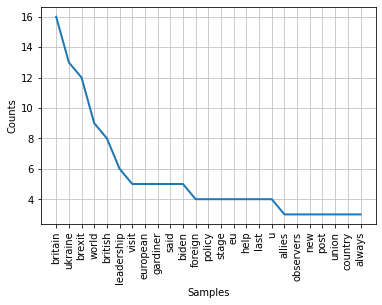 16
14
12
10
8
6
4
Counts
britain
ukraine
brexit
world
british
leadership
visit
european
gardiner
said
biden
foreign
policy
stage
eu
help
last
u
allies
observers
new
post
union
country
always
Samples